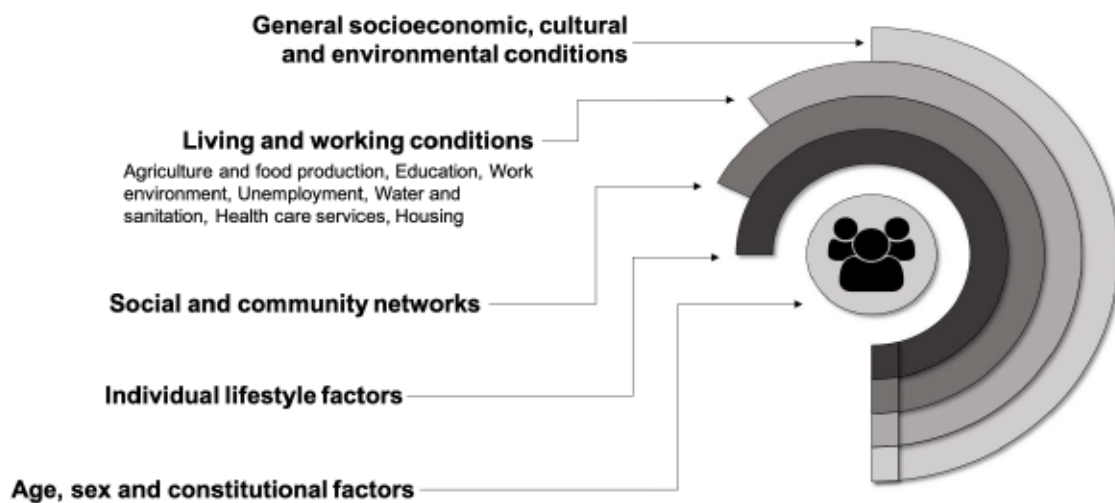 General socioeconomic, cultural
and environmental conditions
Living and working conditions
Agriculture and food production, Education, Work
environment, Unemployment, Water and
sanitation, Health care services, Housing
Social and community networks
Individual lifestyle factors
Age, sex and constitutional factors